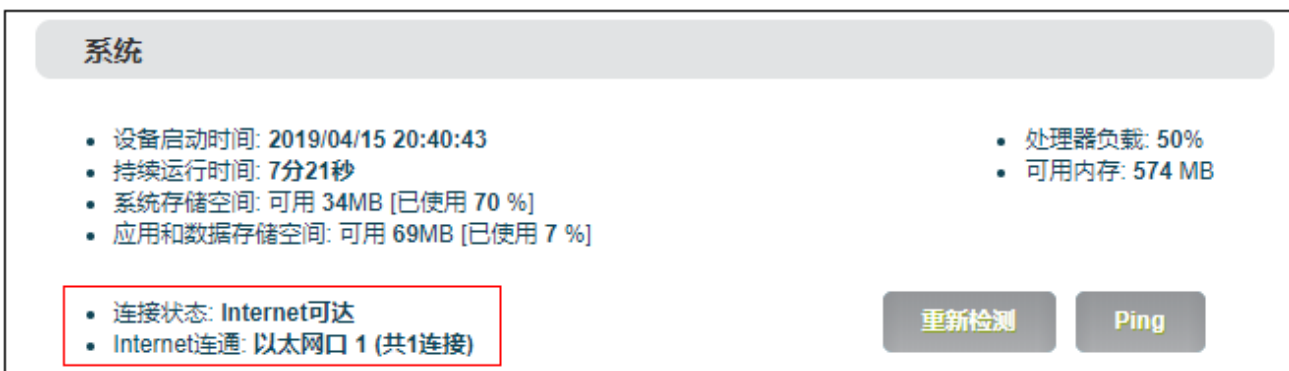 系统
设备启动时间: 2019/04/15 20:40:43
持续运行时间: 7分21秒
系统存储空间: 可用 34MB [已使用 70 %]
应用和数据存储空间: 可用 69MB [已使用 7 %]
处理器负载: 50%
可用内存: 574 MB
连接状态: Internet可达
Internet连通: 以太网口 1 (共1连接)
重新检测
Ping